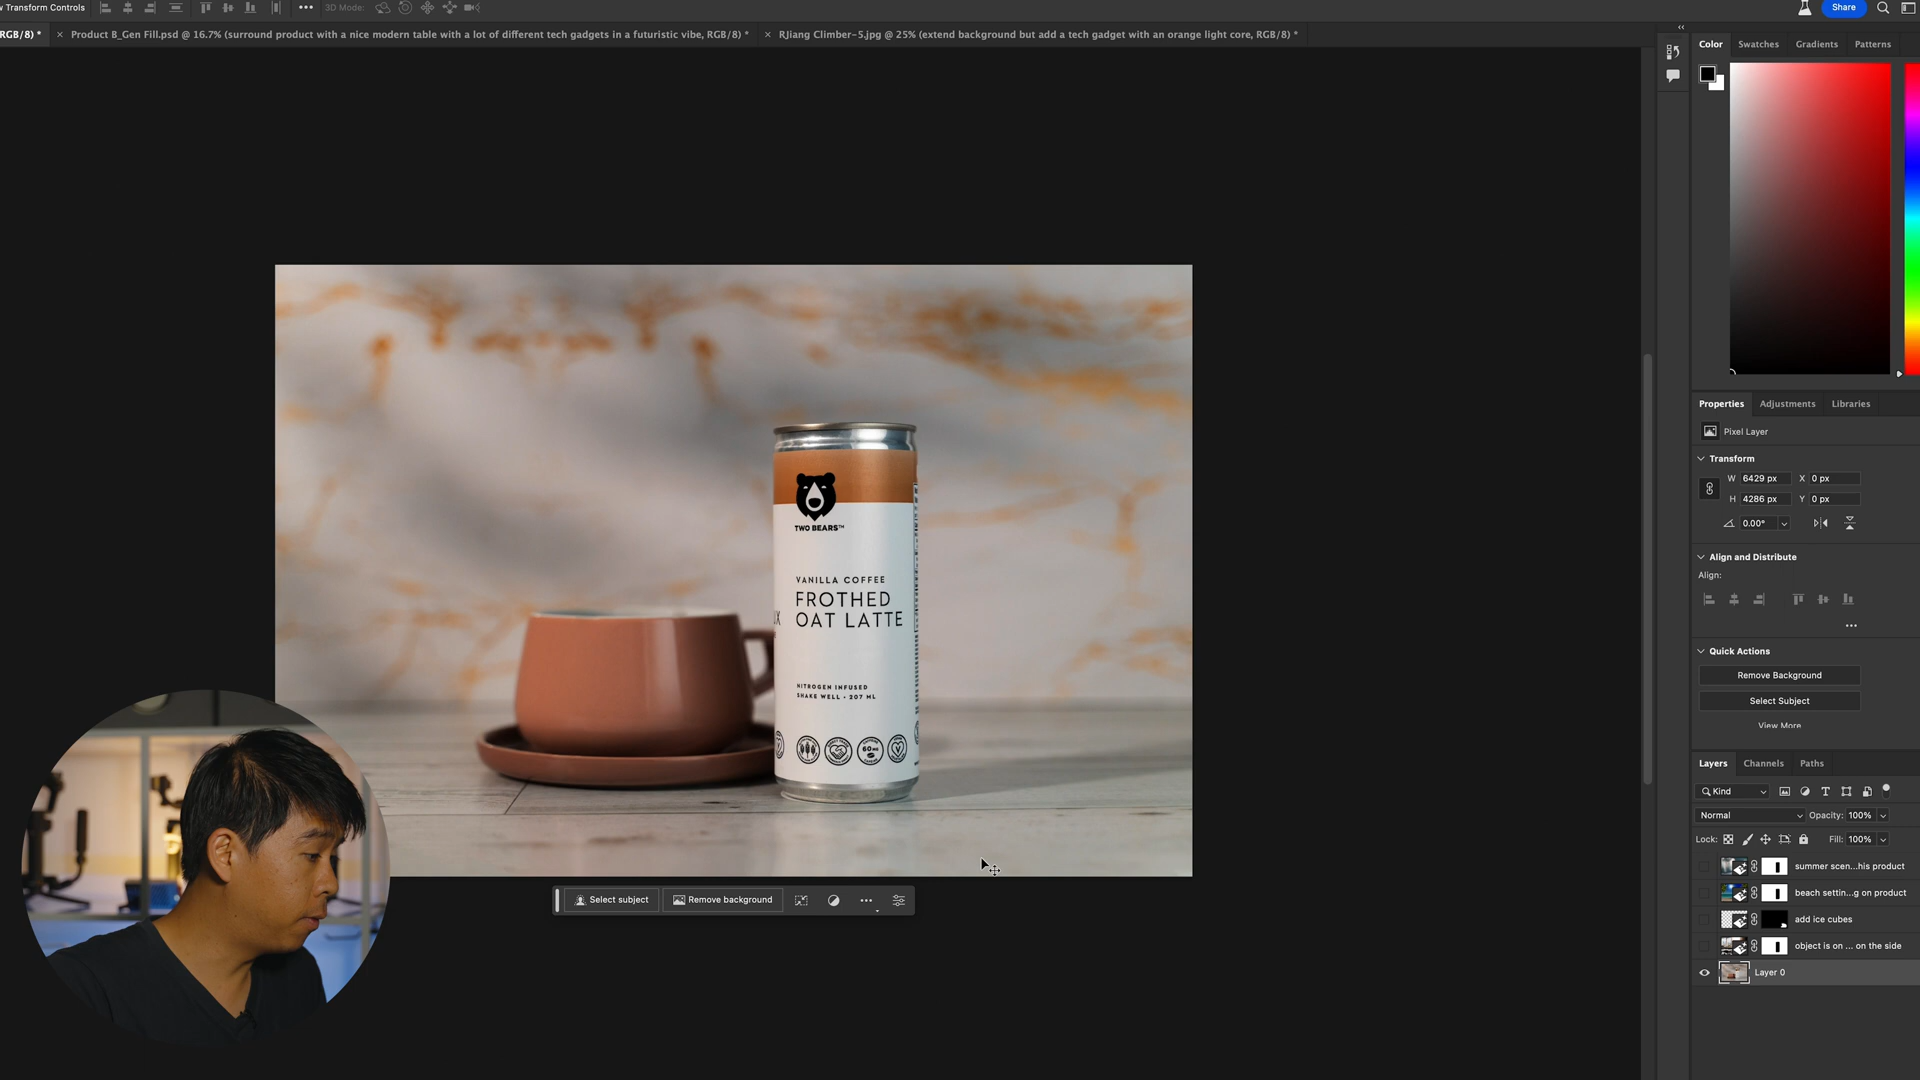 w Transform Controls
3D Mode:
Share
RGB/8) *
Product B_Gen Fill.psd @ 16.7% (surround product with a nice modern table with a lot of different tech gadgets in a futuristic vibe, RGB/8) *
RJiang Climber-5.jpg @ 25% (extend background but add a tech gadget with an orange light core, RGB/8) *
Color
Swatches
Gradients
Patterns
TWO BEARS™
VANILLA COFFEE
FROTHED
OAT LATTE
NITROGEN INFUSED
SHAKE WELL • 207 ML
60 MG
Select subject
Remove background
Properties
Adjustments
Libraries
Pixel Layer
Transform
W 6429 px X 0 px
H 4286 px Y 0 px
0.00°
Align and Distribute
Align:
Quick Actions
Remove Background
Select Subject
View More
Layers
Channels
Paths
Kind
Normal
Opacity: 100%
Lock:
Fill: 100%
summer scen...his product
beach settin...g on product
add ice cubes
object is on ... on the side
Layer 0